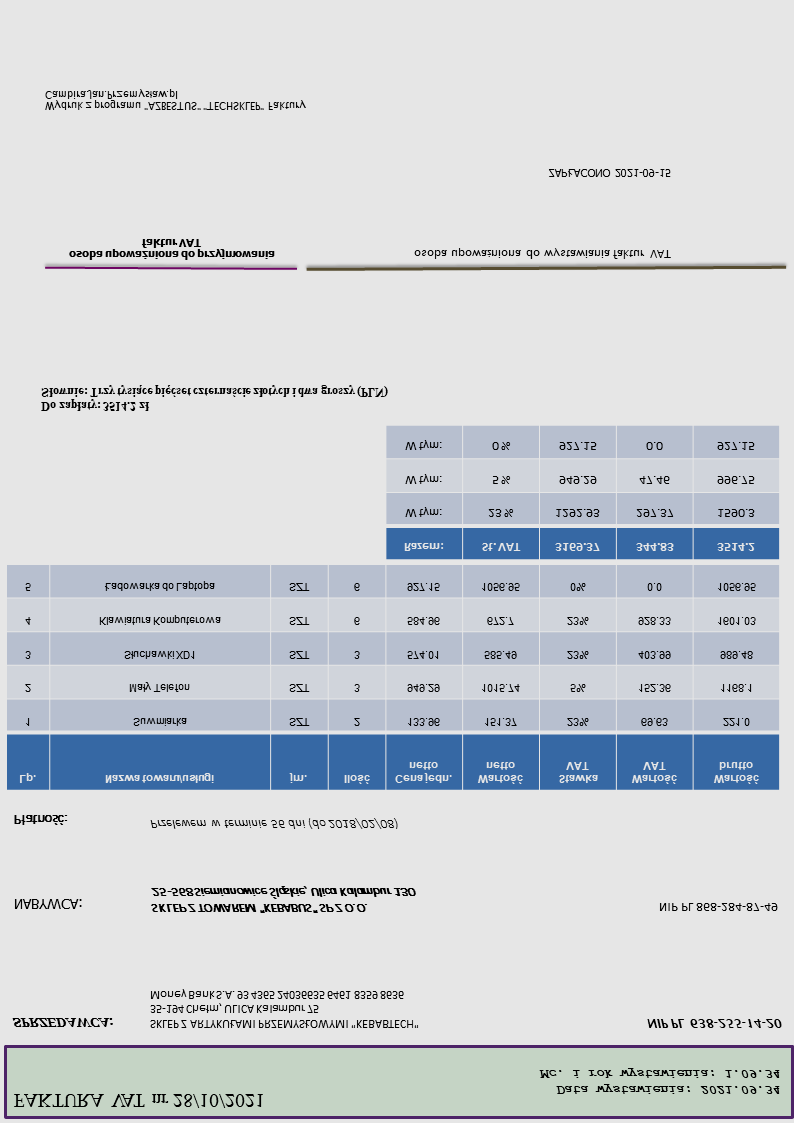 FAKTURA VAT nr 28/10/2021
Data wystawienia: 2021.09.34
Mc. i rok wystawienia: 1.09.34
SPRZEDAWCA:
SKLEP Z ARTYKUŁAMI PRZEMYSŁOWYMI "KEBABTECH"
35-194 Chełm, ULICA Kalambur 75
Money Bank S.A. 93 4365 24036635 6461 8359 8636
NIP PL 638-255-14-20
NABYWCA:
SKLEP Z TOWAREM "KEBABUS" SP Z O.O.
25-568 Siemianowice Śląskie, Ulica Kalambur 13O
NIP PL 868-284-87-49
Płatność:
Przelewem w terminie 56 dni (do 2018/02/08)
Lp. Nazwa towaru/usługi jm. Ilość Cena jedn. netto Wartość netto Stawka VAT Wartość VAT Wartość brutto
1 Suwmiarka SZT 2 133.96 151.37 23% 69.63 221.0
2 Mały Telefon SZT 3 949.29 1015.74 5% 152.36 1168.1
3 Słuchawki XD1 SZT 3 574.01 585.49 23% 403.99 989.48
4 Klawiatura Komputerowa SZT 6 584.96 672.7 23% 928.33 1601.03
5 Ładowarka do Laptopa SZT 6 927.15 1056.95 0% 0.0 1056.95
Razem: St. VAT 3169.37 344.83 3514.2
W tym: 23 % 1292.93 297.37 1590.3
W tym: 5 % 949.29 47.46 996.75
W tym: 0 % 927.15 0.0 927.15
Do zapłaty: 3514.2 zł
Słownie: Trzy tysiące pięćset czternaście złotych i dwa groszy (PLN)
osoba upoważniona do przyjmowania
faktur VAT
osoba upoważniona do wystawiania faktur VAT
ZAPŁACONO 2021-09-15
Wydruk z programu "AZBESTUS" "TECHSKLEP" Faktury
Cambira.Jan.Przemysław.pl